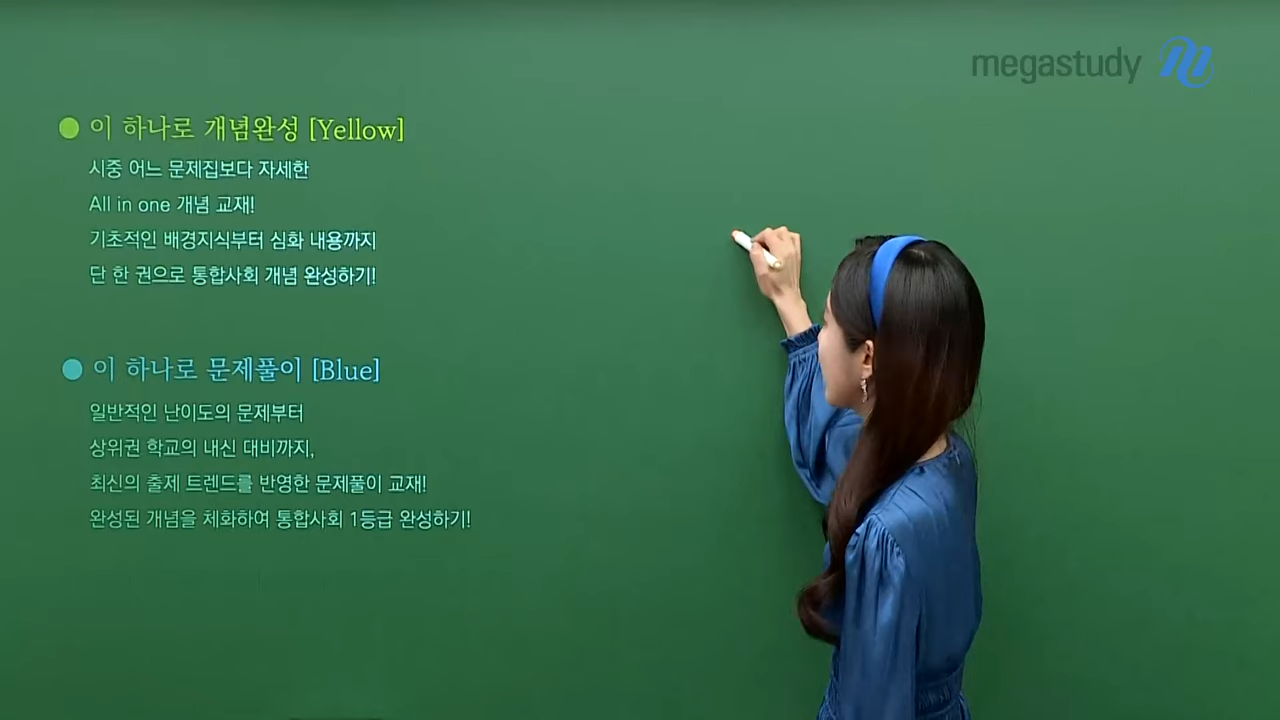 megastudy
이 하나로 개념완성 [Yellow]
시중 어느 문제집보다 자세한
All in one 개념 교재!
기초적인 배경지식부터 심화 내용까지
단 한 권으로 통합사회 개념 완성하기!
이 하나로 문제풀이 [Blue]
일반적인 난이도의 문제부터
상위권 학교의 내신 대비까지,
최신의 출제 트렌드를 반영한 문제풀이 교재!
완성된 개념을 체화하여 통합사회 1등급 완성하기!